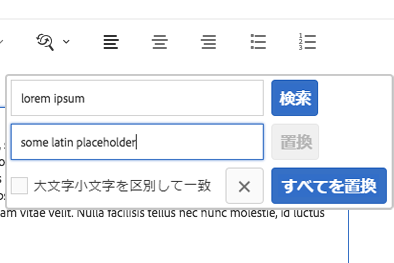 lorem ipsum
検索
some latin placeholder
置換
大文字小文字を区別して一致
すべてを置換
am vitae velit. Nulla facilisis tellus nec nunc molestie, id luctus